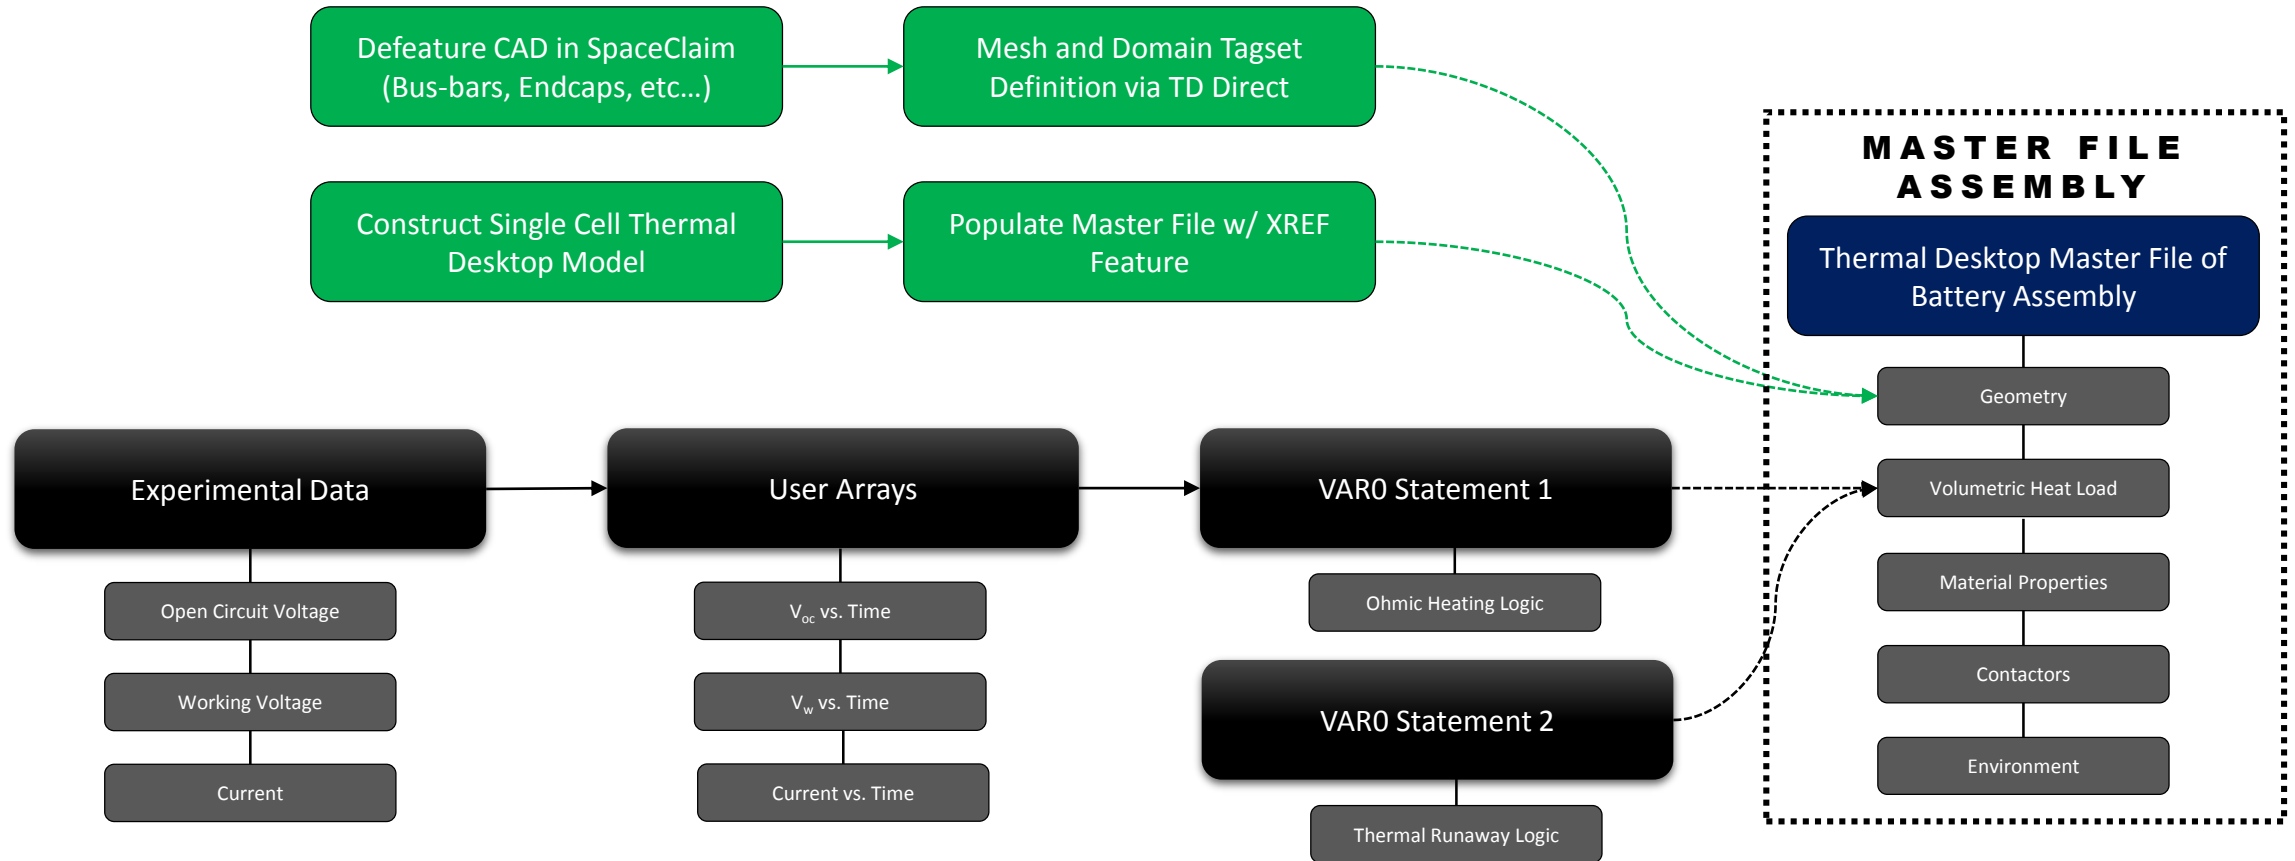 Defeature CAD in SpaceClaim
(Bus-bars, Endcaps, etc…)
Mesh and Domain Tagset
Definition via TD Direct
MASTER FILE
ASSEMBLY
Construct Single Cell Thermal
Desktop Model
Populate Master File w/ XREF
Feature
Thermal Desktop Master File of
Battery Assembly
Geometry
Volumetric Heat Load
Material Properties
Contactors
Environment
Experimental Data
Open Circuit Voltage
Working Voltage
Current
User Arrays
Voc vs. Time
Vw vs. Time
Current vs. Time
VAR0 Statement 1
Ohmic Heating Logic
VAR0 Statement 2
Thermal Runaway Logic